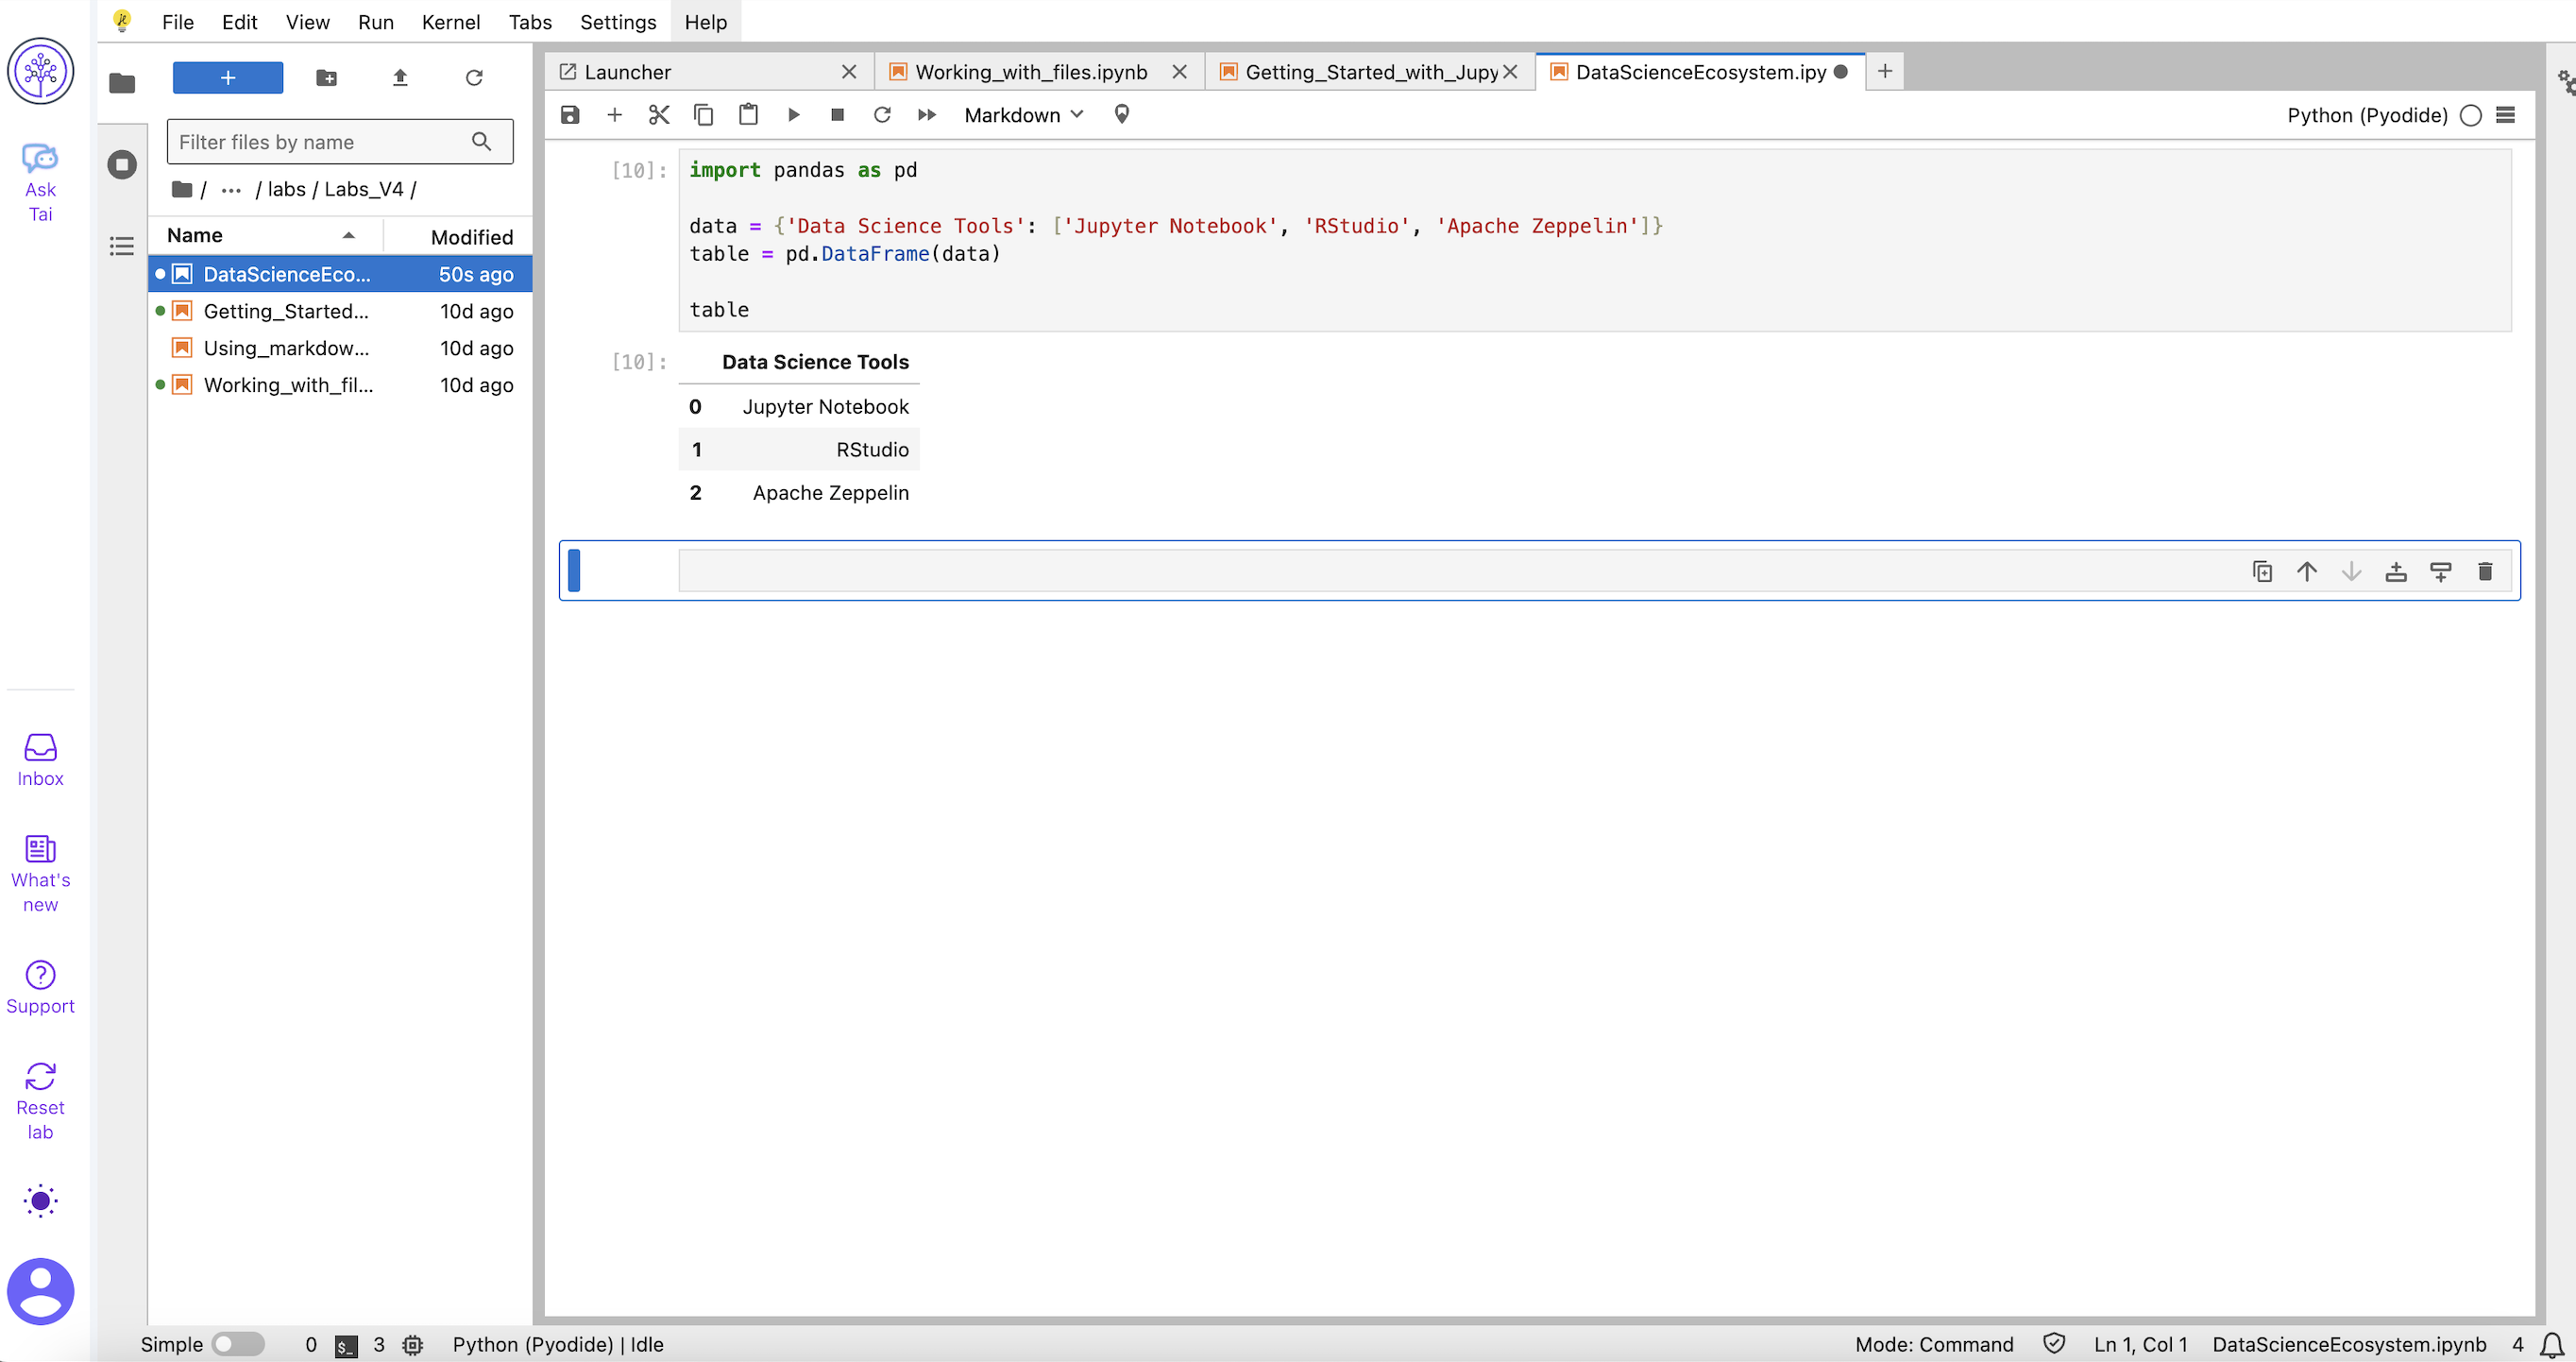 File Edit View Run Kernel Tabs Settings Help
Ask
Tai
Inbox
What's
new
Support
Reset
lab
+
Filter files by name
/ ... / labs / Labs_V4 /
Name Modified
DataScienceEco... 50s ago
Getting_Started... 10d ago
Using_markdow... 10d ago
Working_with_fil... 10d ago
Launcher Working_with_files.ipynb Getting_Started_with_Jupy DataScienceEcosystem.ipy
Markdown Python (Pyodide)
[10]: import pandas as pd
data = {'Data Science Tools': ['Jupyter Notebook', 'RStudio', 'Apache Zeppelin']}
table = pd.DataFrame(data)
table
[10]: Data Science Tools
0 Jupyter Notebook
1 RStudio
2 Apache Zeppelin
Simple 0 $_ 3 Python (Pyodide) | Idle Mode: Command Ln 1, Col 1 DataScienceEcosystem.ipynb 4